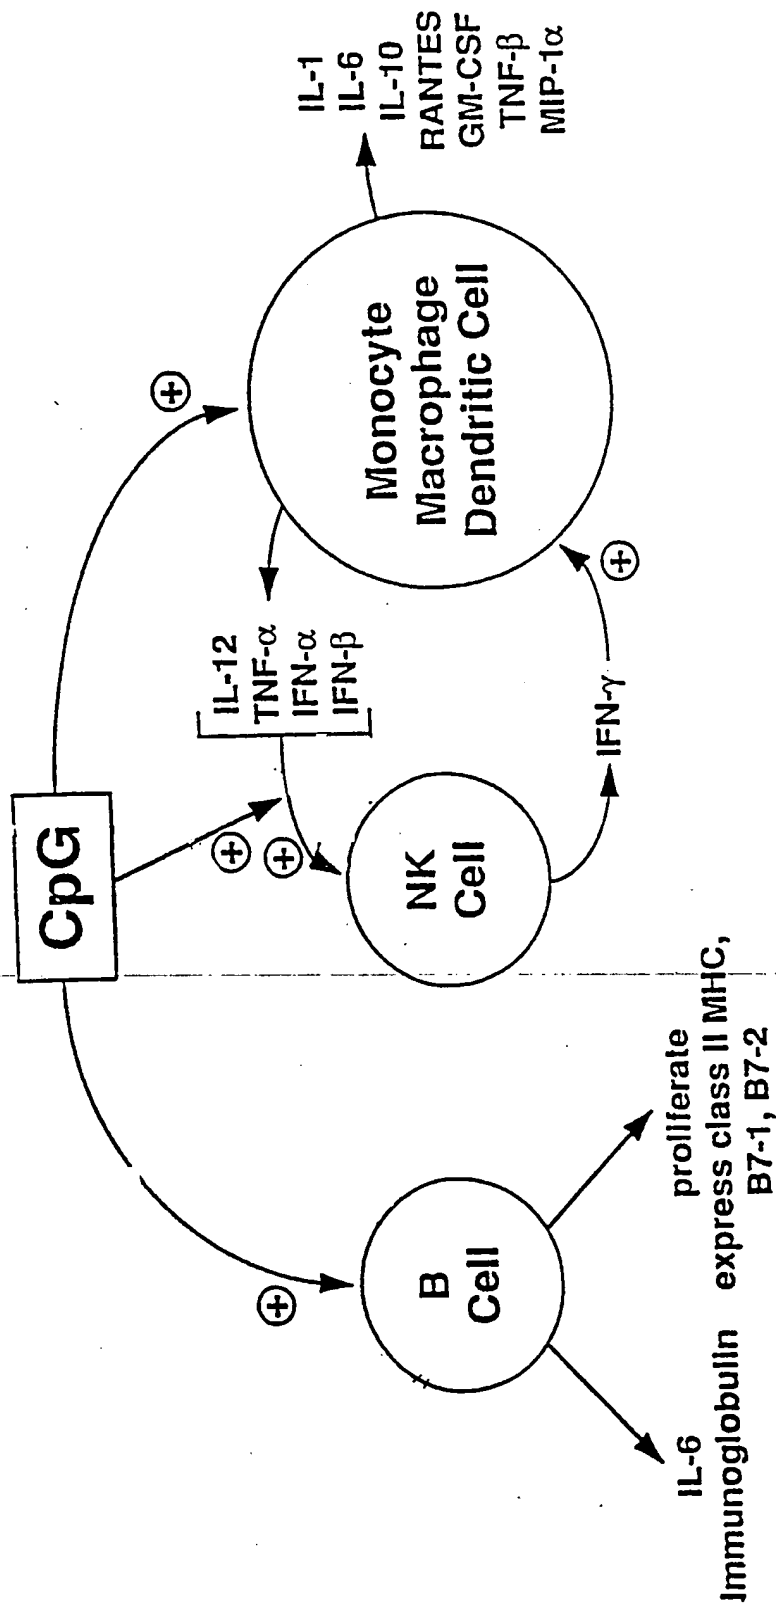 CpG
+
+
+
+
+
IL-12
TNF-α
IFN-α
IFN-β
IL-1
IL-6
IL-10
RANTES
GM-CSF
TNF-β
MIP-1α
B
Cell
NK
Cell
Monocyte
Macrophage
Dendritic Cell
IFN-γ
IL-6
Immunoglobulin
proliferate
express class II MHC,
B7-1, B7-2